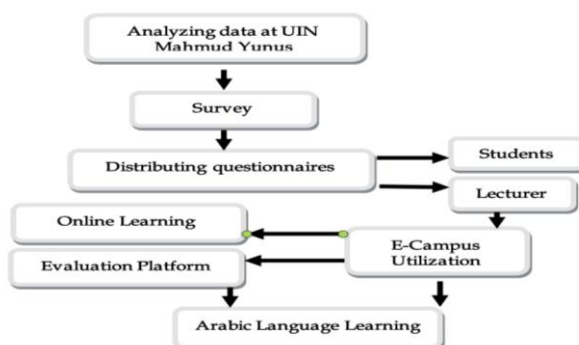 Analyzing data at UIN
Mahmud Yunus
Survey
Distributing questionnaires
Students
Lecturer
Online Learning
E-Campus
Utilization
Evaluation Platform
Arabic Language Learning